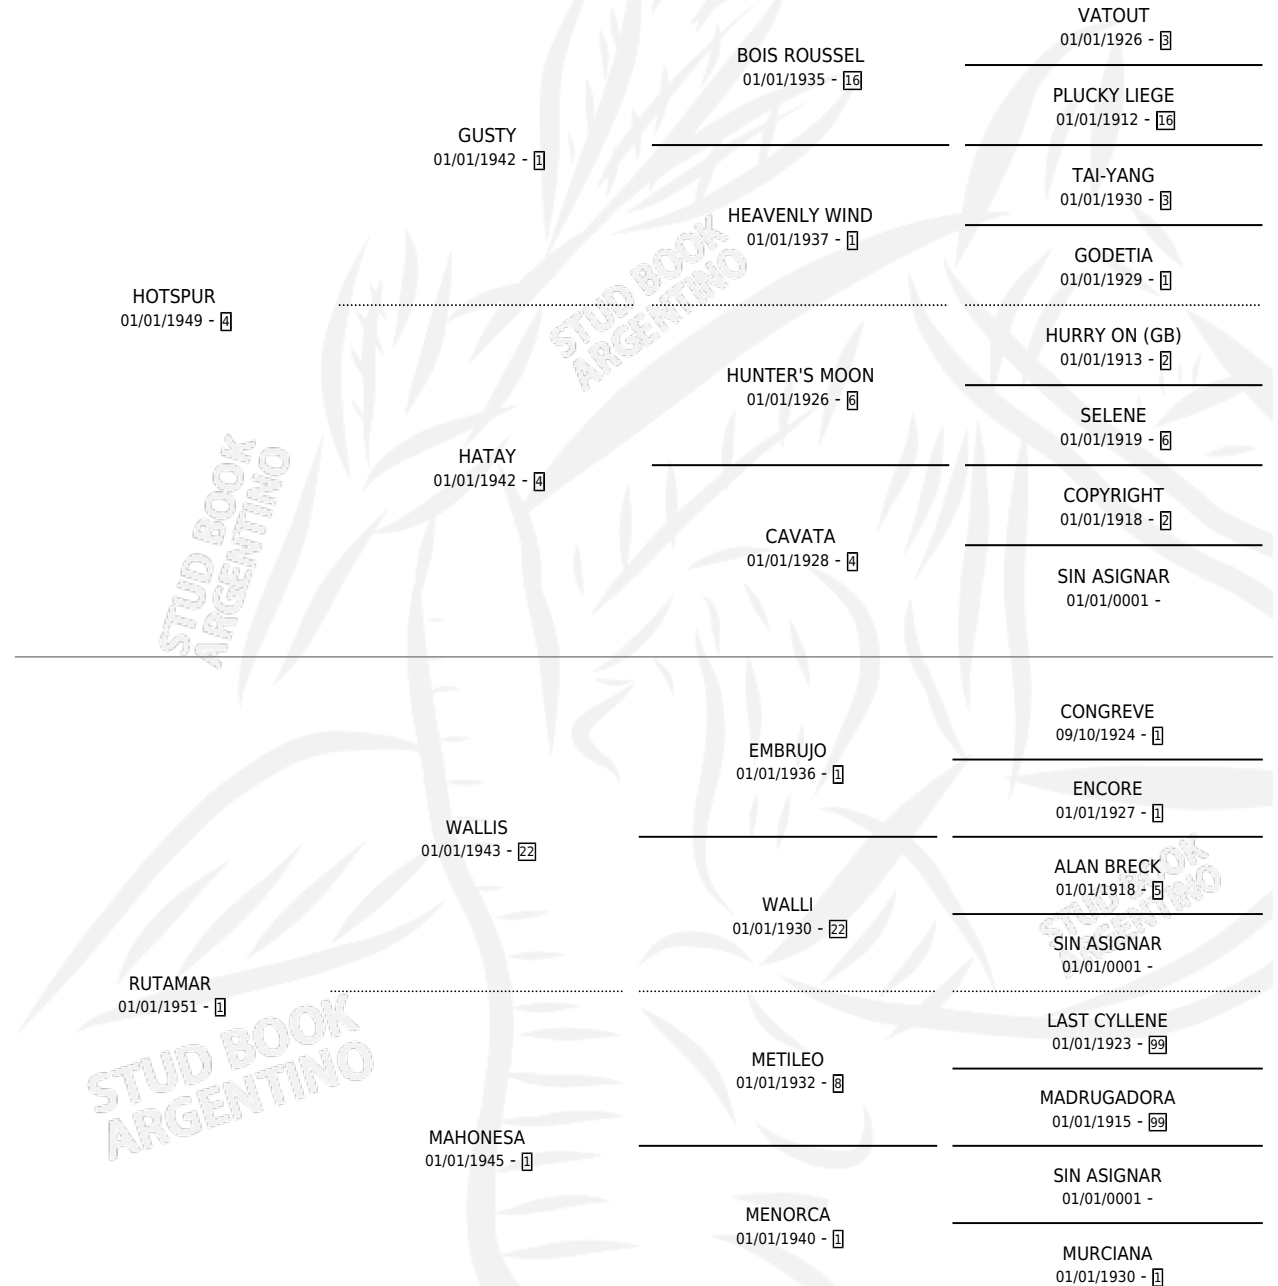 VATOUT
01/01/1926 - 3
BOIS ROUSSEL
01/01/1935 - 16
PLUCKY LIEGE
01/01/1912 - 16
GUSTY
01/01/1942 - 1
TAI-YANG
01/01/1930 - 3
HEAVENLY WIND
01/01/1937 - 1
GODETIA
01/01/1929 - 1
HOTSPUR
01/01/1949 - 4
STUD BOOK
ARGENTINO
HURRY ON (GB)
01/01/1913 - 2
HUNTER'S MOON
01/01/1926 - 6
SELENE
01/01/1919 - 6
HATAY
01/01/1942 - 4
COPYRIGHT
01/01/1918 - 2
CAVATA
01/01/1928 - 4
SIN ASIGNAR
01/01/0001 -
STUD BOOK
ARGENTINO
CONGREVE
09/10/1924 - 1
EMBRUJO
01/01/1936 - 1
ENCORE
01/01/1927 - 1
WALLIS
01/01/1943 - 22
ALAN BRECK
01/01/1918 - 5
WALLI
01/01/1930 - 22
SIN ASIGNAR
01/01/0001 -
STUD BOOK
ARGENTINO
RUTAMAR
01/01/1951 - 1
STUD BOOK
ARGENTINO
LAST CYLLENE
01/01/1923 - 99
METILEO
01/01/1932 - 8
MADRUGADORA
01/01/1915 - 99
MAHONESA
01/01/1945 - 1
SIN ASIGNAR
01/01/0001 -
MENORCA
01/01/1940 - 1
MURCIANA
01/01/1930 - 1